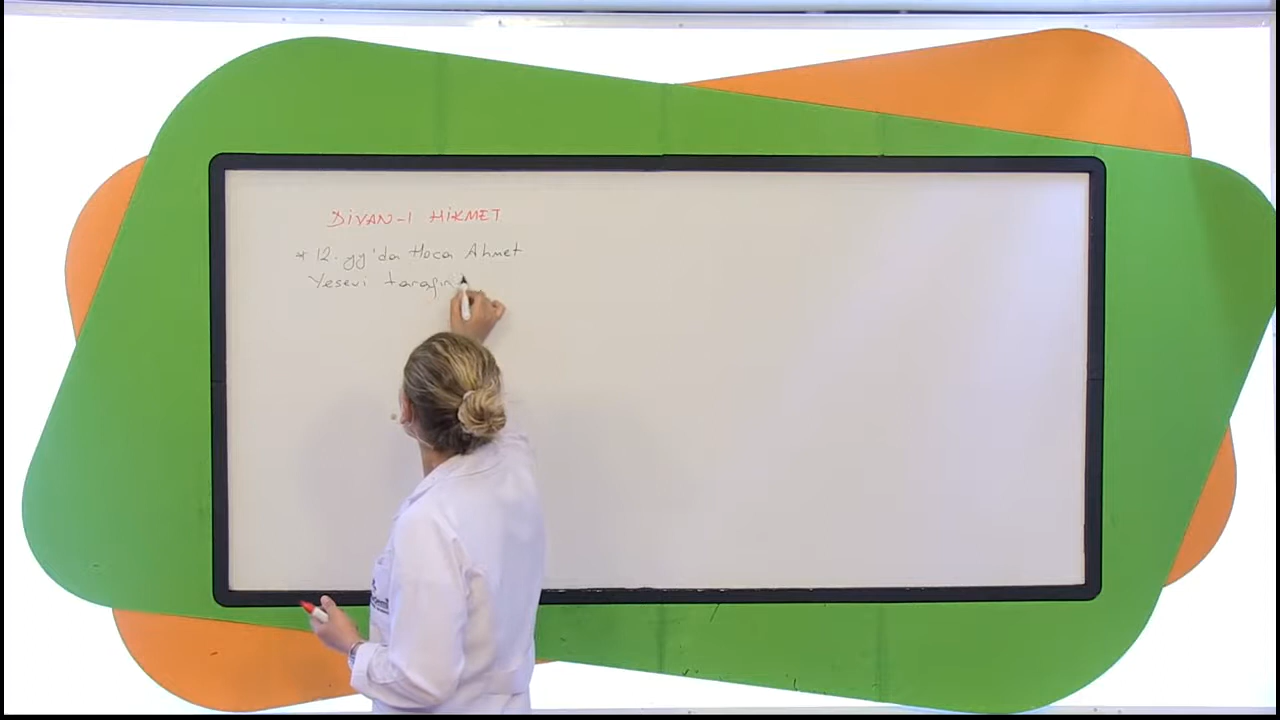 DİVAN-I HİKMET
* 12. yy'da Hoca Ahmet
Yesevi tarafın